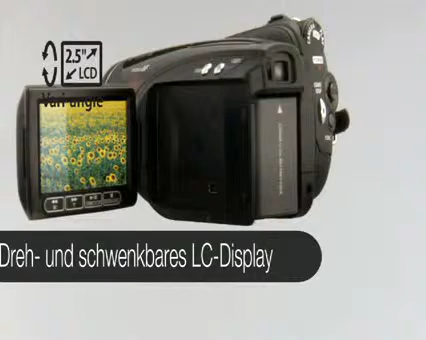 2.5"
LCD
Vari-angle
Dreh- und schwenkbares LC-Display